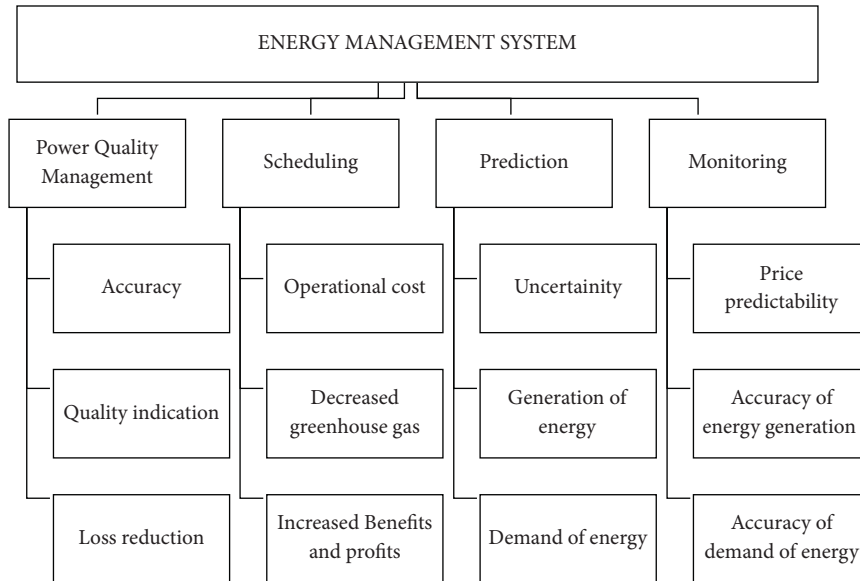 ENERGY MANAGEMENT SYSTEM
Power Quality
Management
Scheduling
Prediction
Monitoring
Accuracy
Operational cost
Uncertainity
Price
predictability
Quality indication
Decreased
greenhouse gas
Generation of
energy
Accuracy of
energy generation
Loss reduction
Increased Benefits
and profits
Demand of energy
Accuracy of
demand of energy